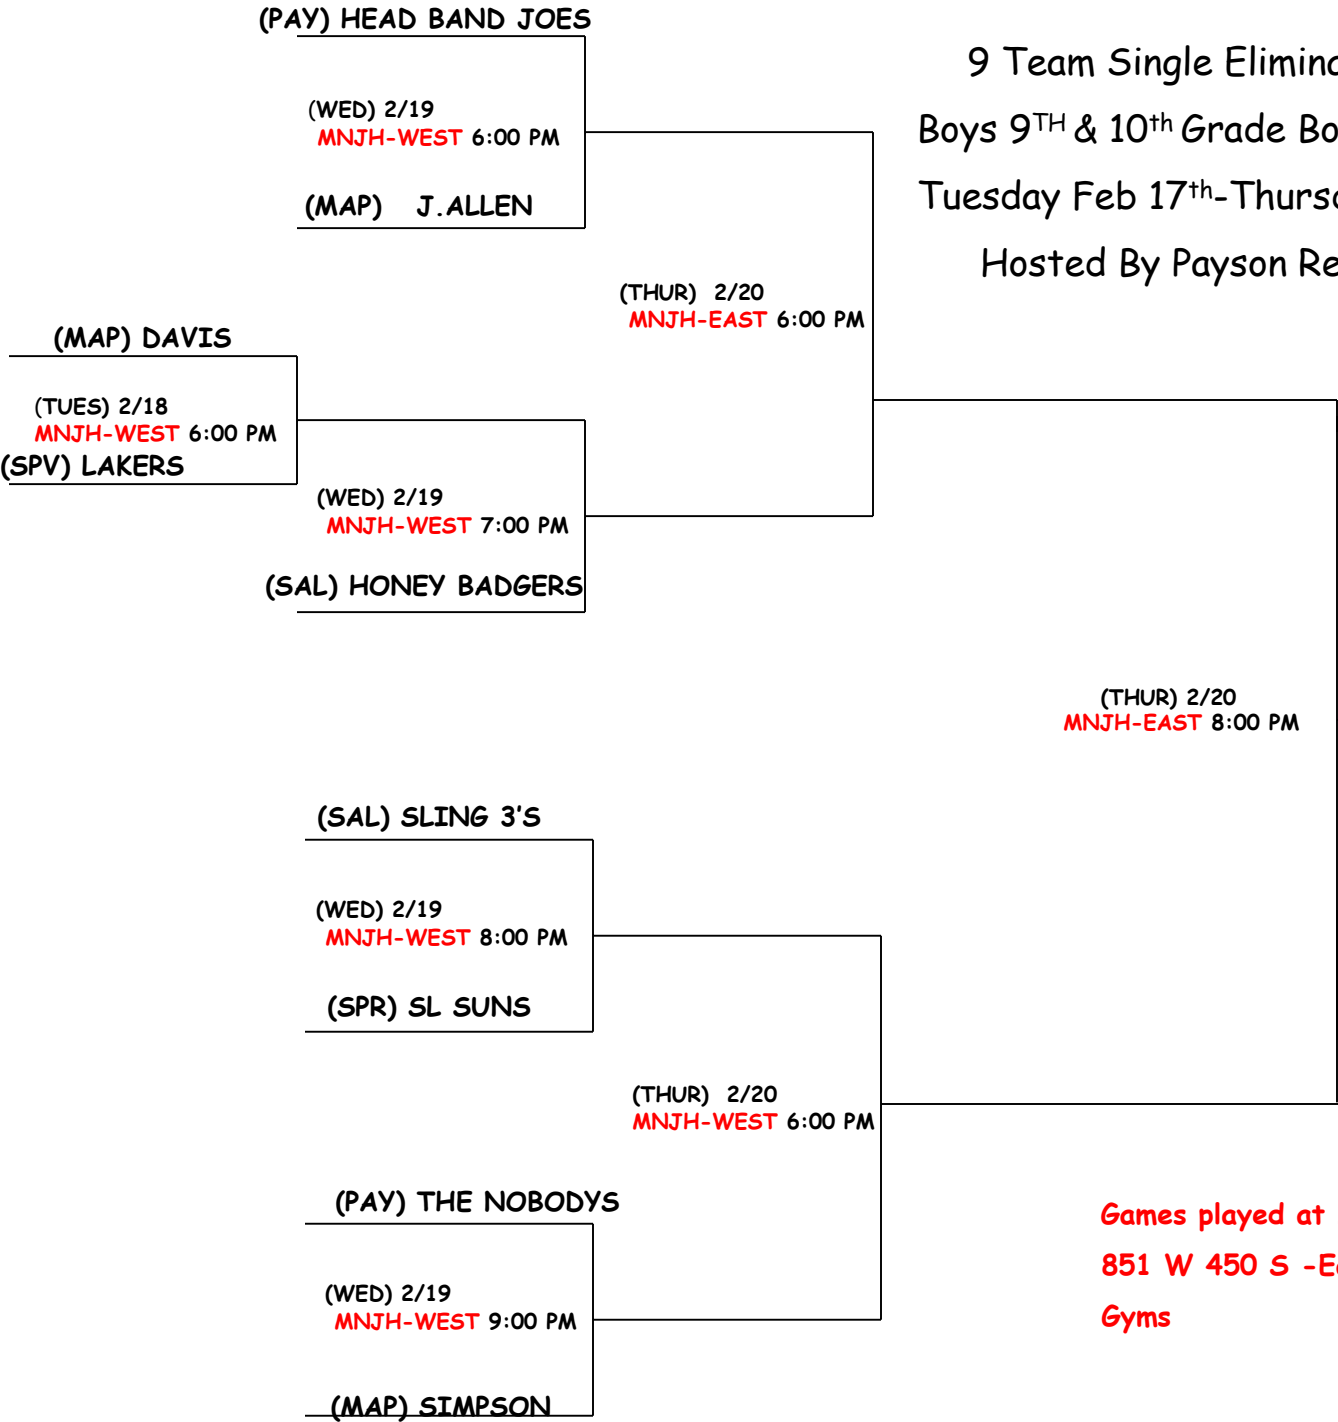 (PAY) HEAD BAND JOES
9 Team Single
Boys 9TH & 10th Grade
Tuesday Feb 17th-
Hosted By Payson
(WED) 2/19
MNJH-WEST 6:00 PM
(MAP) J.ALLEN
(THUR) 2/20
MNJH-EAST 6:00 PM
(MAP) DAVIS
(TUES) 2/18
MNJH-WEST 6:00 PM
(SPV) LAKERS
(WED) 2/19
MNJH-WEST 7:00 PM
(SAL) HONEY BADGERS
(THUR) 2/20
MNJH-EAST 8:00 PM
(SAL) SLING 3'S
(WED) 2/19
MNJH-WEST 8:00 PM
(SPR) SL SUNS
(THUR) 2/20
MNJH-WEST 6:00 PM
(PAY) THE NOBODYS
(WED) 2/19
MNJH-WEST 9:00 PM
(MAP) SIMPSON
Games played at
851 W 450 S -
Gyms